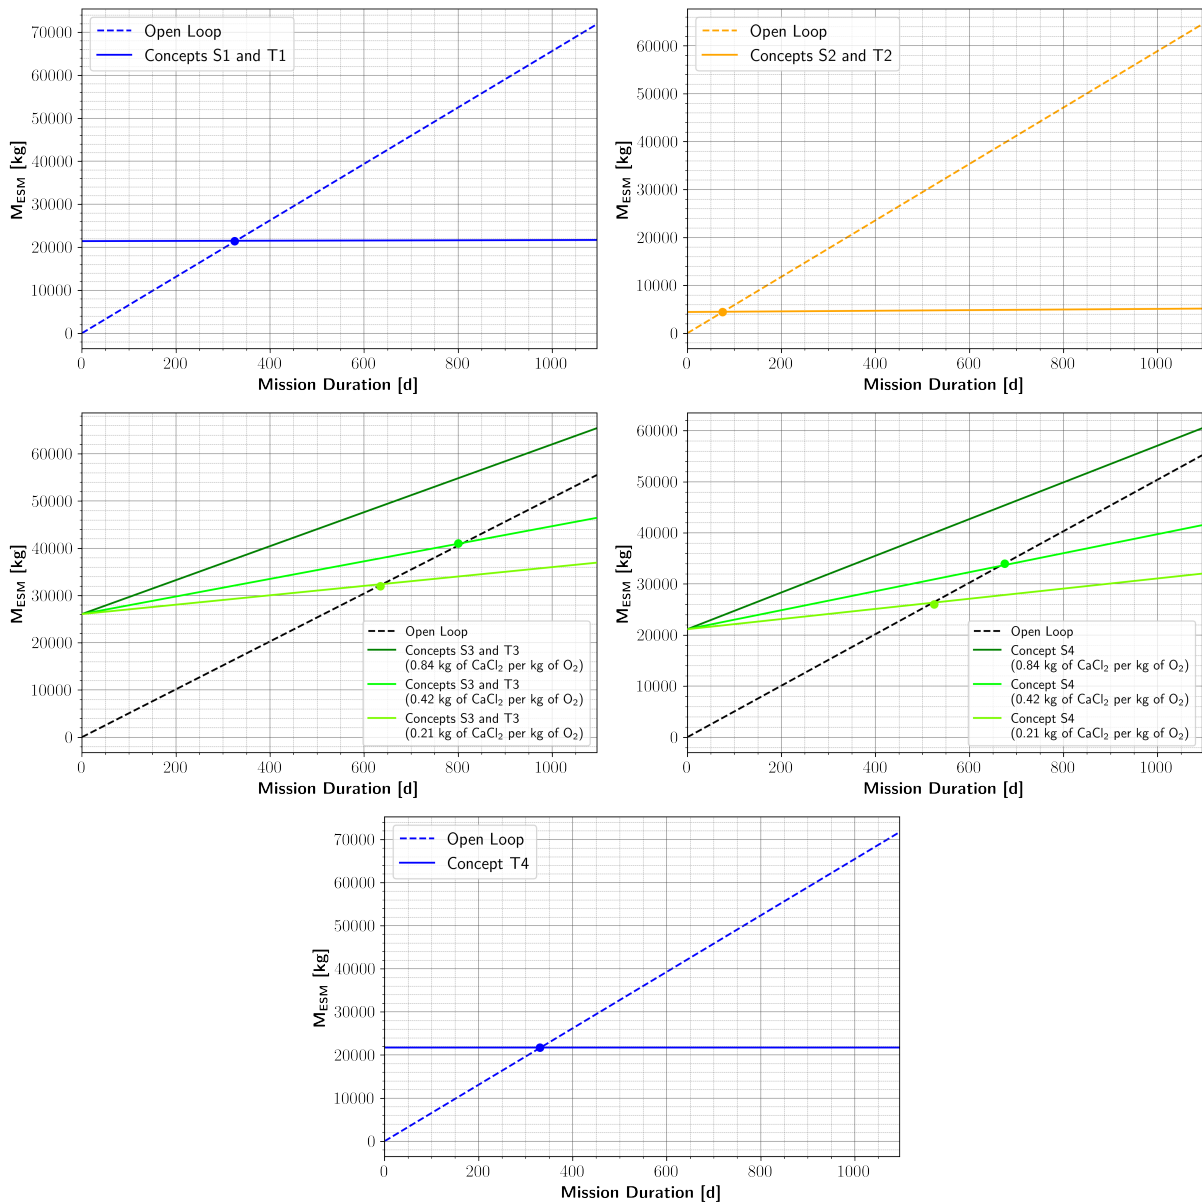 Open Loop
Concepts S1 and T1
70000
60000
50000
40000
30000
20000
10000
0
M_ESM [kg]
0 200 400 600 800 1000
Mission Duration [d]
Open Loop
Concepts S2 and T2
60000
50000
40000
30000
20000
10000
0
M_ESM [kg]
0 200 400 600 800 1000
Mission Duration [d]
60000
50000
40000
30000
20000
10000
0
M_ESM [kg]
Open Loop
Concepts S3 and T3
(0.84 kg of CaCl₂ per kg of O₂)
Concepts S3 and T3
(0.42 kg of CaCl₂ per kg of O₂)
Concepts S3 and T3
(0.21 kg of CaCl₂ per kg of O₂)
0 200 400 600 800 1000
Mission Duration [d]
60000
50000
40000
30000
20000
10000
0
M_ESM [kg]
Open Loop
Concept S4
(0.84 kg of CaCl₂ per kg of O₂)
Concept S4
(0.42 kg of CaCl₂ per kg of O₂)
Concept S4
(0.21 kg of CaCl₂ per kg of O₂)
0 200 400 600 800 1000
Mission Duration [d]
Open Loop
Concept T4
70000
60000
50000
40000
30000
20000
10000
0
M_ESM [kg]
0 200 400 600 800 1000
Mission Duration [d]